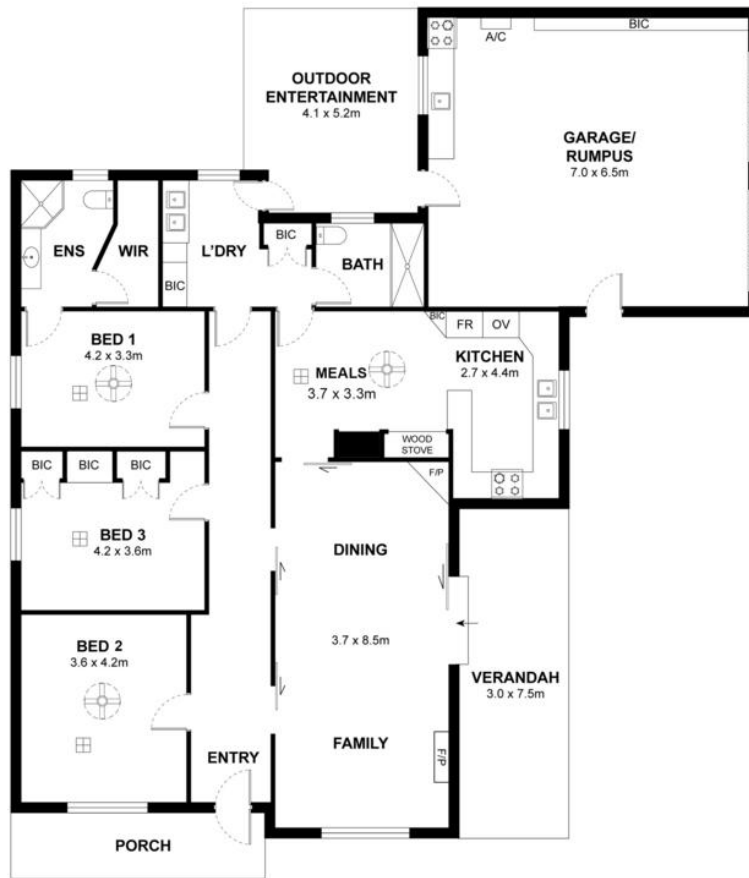 BIC
A/C
OUTDOOR
ENTERTAINMENT
4.1 x 5.2m
GARAGE/
RUMPUS
7.0 x 6.5m
ENS
WIR
L'DRY
BIC
BIC
BATH
BED 1
4.2 x 3.3m
MEALS
3.7 x 3.3m
BIC
FR
OV
KITCHEN
2.7 x 4.4m
WOOD
STOVE
F/P
BIC
BIC
BIC
BED 3
4.2 x 3.6m
DINING
3.7 x 8.5m
FAMILY
F/P
BED 2
3.6 x 4.2m
VERANDAH
3.0 x 7.5m
ENTRY
PORCH